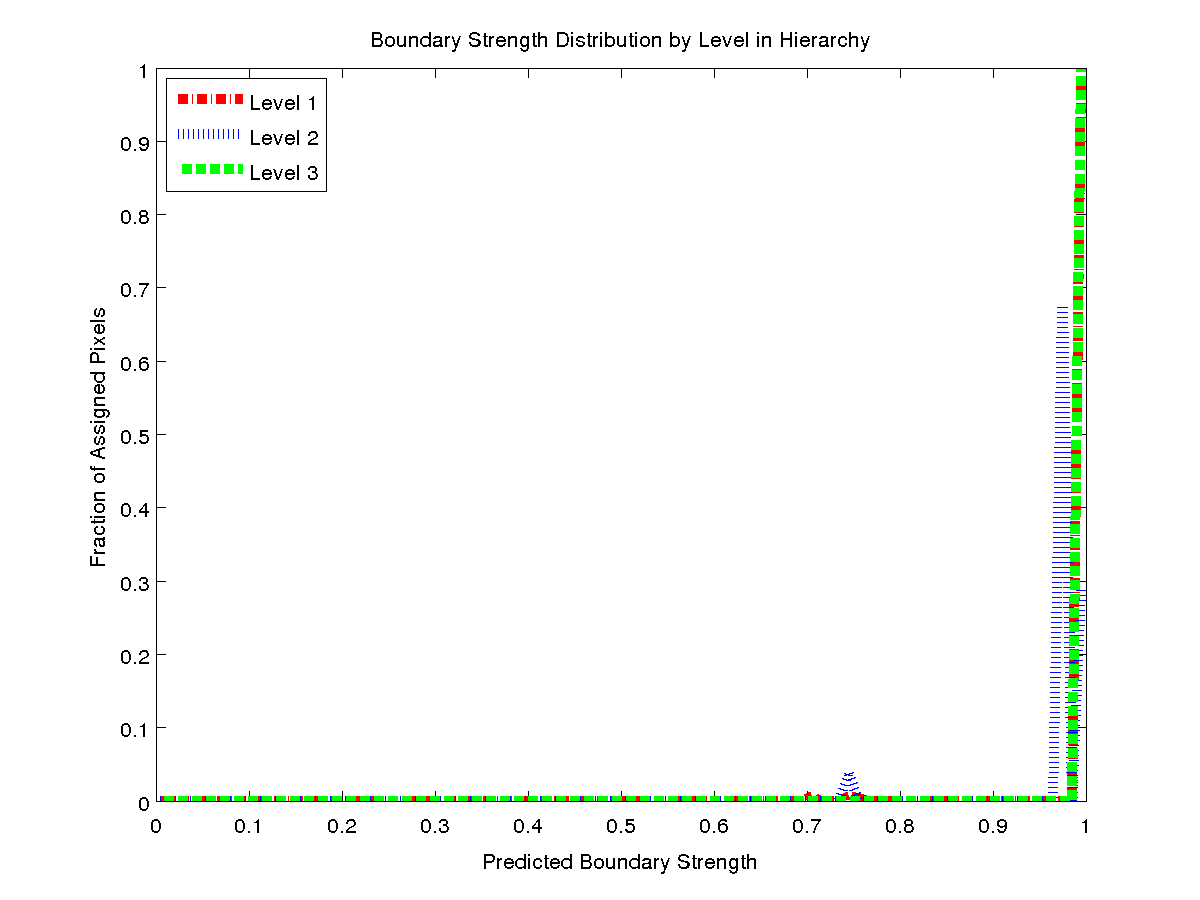 Boundary Strength Distribution by Level in Hierarchy
Level 1
Level 2
Level 3
Fraction of Assigned Pixels
1
0.9
0.8
0.7
0.6
0.5
0.4
0.3
0.2
0.1
0
0 0.1 0.2 0.3 0.4 0.5 0.6 0.7 0.8 0.9 1
Predicted Boundary Strength